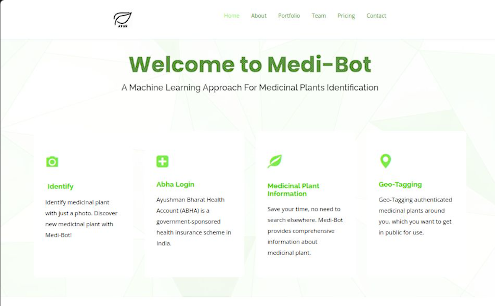 Home About Portfolio Team Pricing Contact
Welcome to Medi-Bot
A Machine Learning Approach For Medicinal Plants Identification
Identify
Identify medicinal plant
with just a photo. Discover
new medictnal plant with
Medi-Bot!
Abha Login
Ayushman Bharat Health
Account (ABHA) is a
government-sponsored
health insurance scheme in
India.
Medicinal Plant
Information
Save your time, no need to
search elsewhere. Medi-Bot
provides comprehensive
information about
medicinal plant.
Geo-Tagging
Geo-Tagging authenticated
medicinal plants around
you, which you want to get
in public for use.